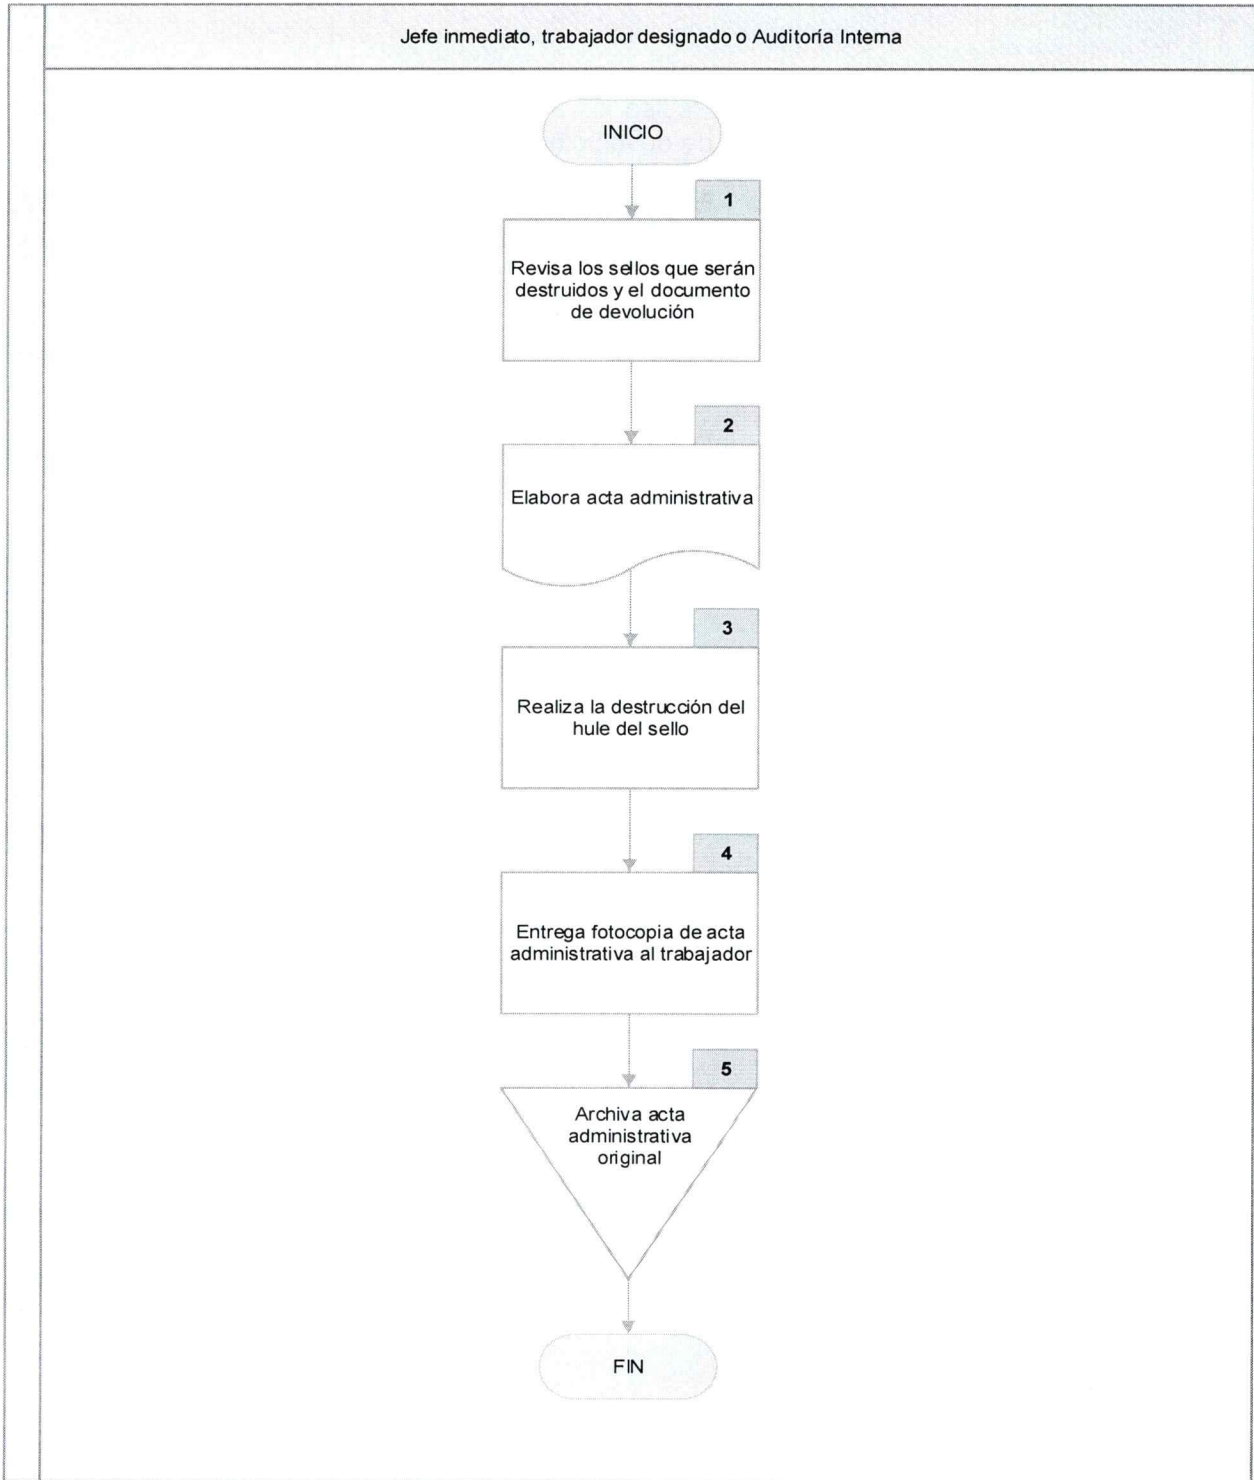 Jefe inmediato, trabajador designado o Auditoría Interna
INICIO
1
Revisa los sellos que serán
destruidos y el documento
de devolución
2
Elabora acta administrativa
3
Realiza la destrucción del
hule del sello
4
Entrega fotocopia de acta
administrativa al trabajador
5
Archiva acta
administrativa
original
FIN